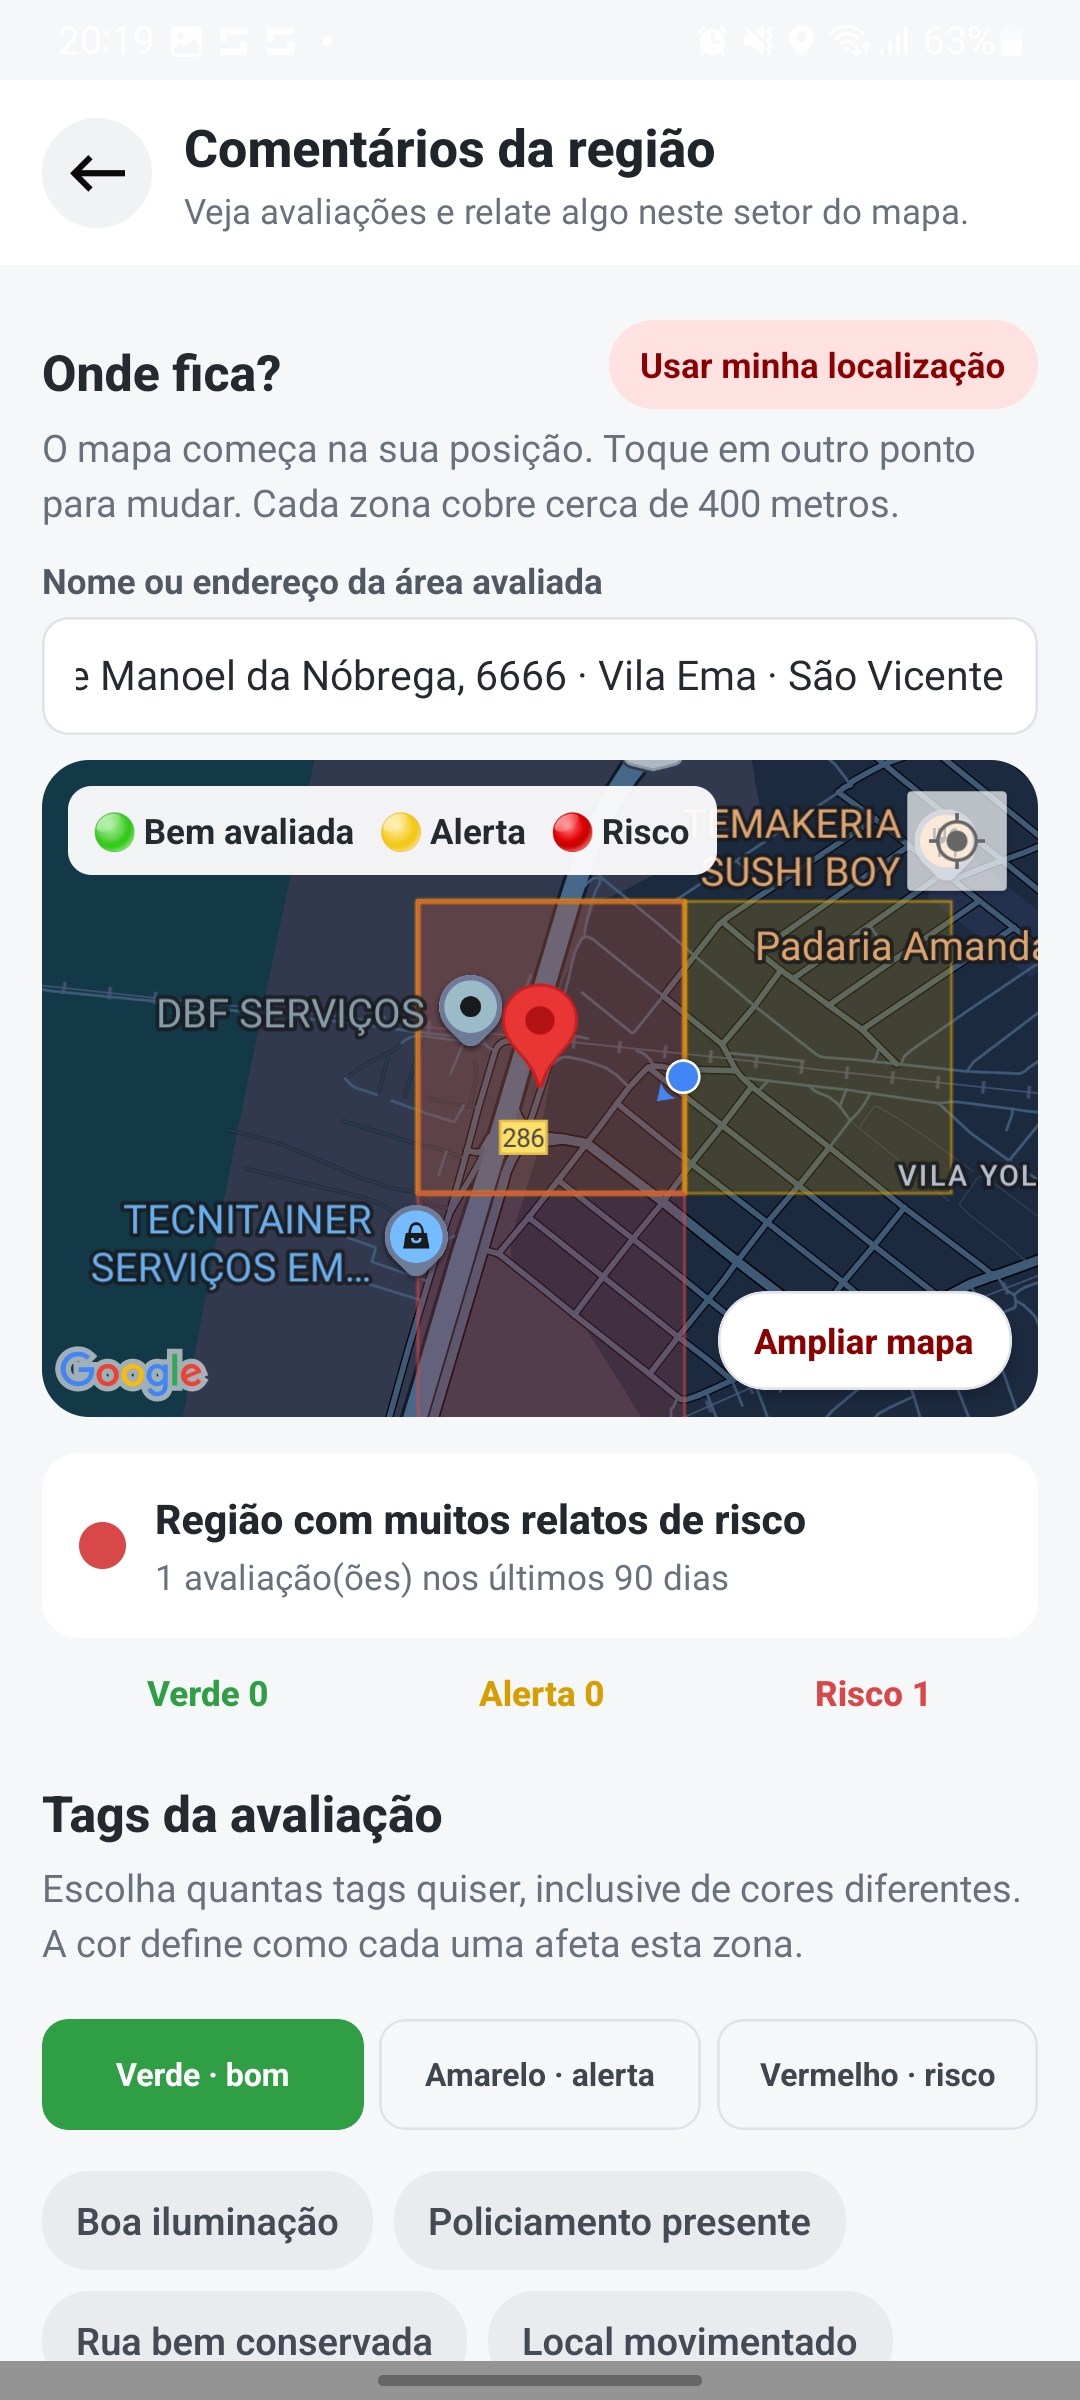 20:19
63%
Comentários da região
Veja avaliações e relate algo neste setor do mapa.
Onde fica?
Usar minha localização
O mapa começa na sua posição. Toque em outro ponto
para mudar. Cada zona cobre cerca de 400 metros.
Nome ou endereço da área avaliada
e Manoel da Nóbrega, 6666 · Vila Ema · São Vicente
Bem avaliada
Alerta
Risco
TEMAKERIA
SUSHI BOY
Padaria Amanda
DBF SERVIÇOS
286
VILA YOL
TECNITAINER
SERVIÇOS EM...
Ampliar mapa
Google
Região com muitos relatos de risco
1 avaliação(ões) nos últimos 90 dias
Verde 0
Alerta 0
Risco 1
Tags da avaliação
Escolha quantas tags quiser, inclusive de cores diferentes.
A cor define como cada uma afeta esta zona.
Verde · bom
Amarelo · alerta
Vermelho · risco
Boa iluminação
Policiamento presente
Rua bem conservada
Local movimentado